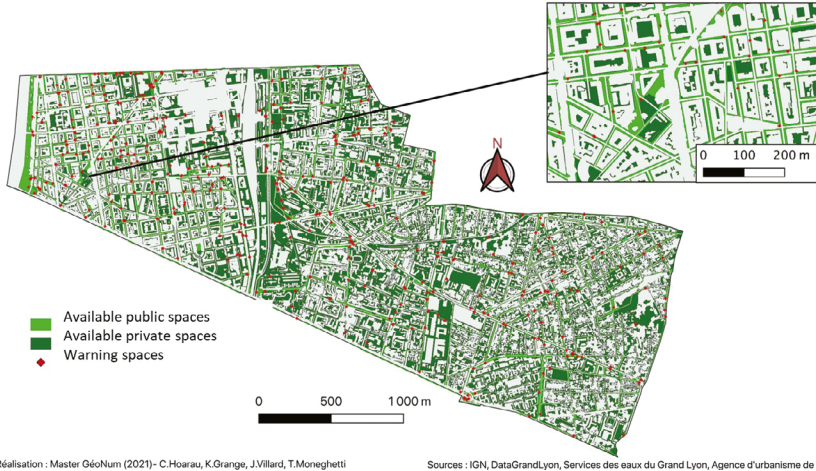 0 100 200 m
N
Available public spaces
Available private spaces
Warning spaces
0 500 1 000 m
Réalisation : Master GéoNum (2021)- C.Hoarau, K.Grange, J.Villard, T.Moneghetti
Sources : IGN, DataGrandLyon, Services des eaux du Grand Lyon, Agence d'urbanisme de